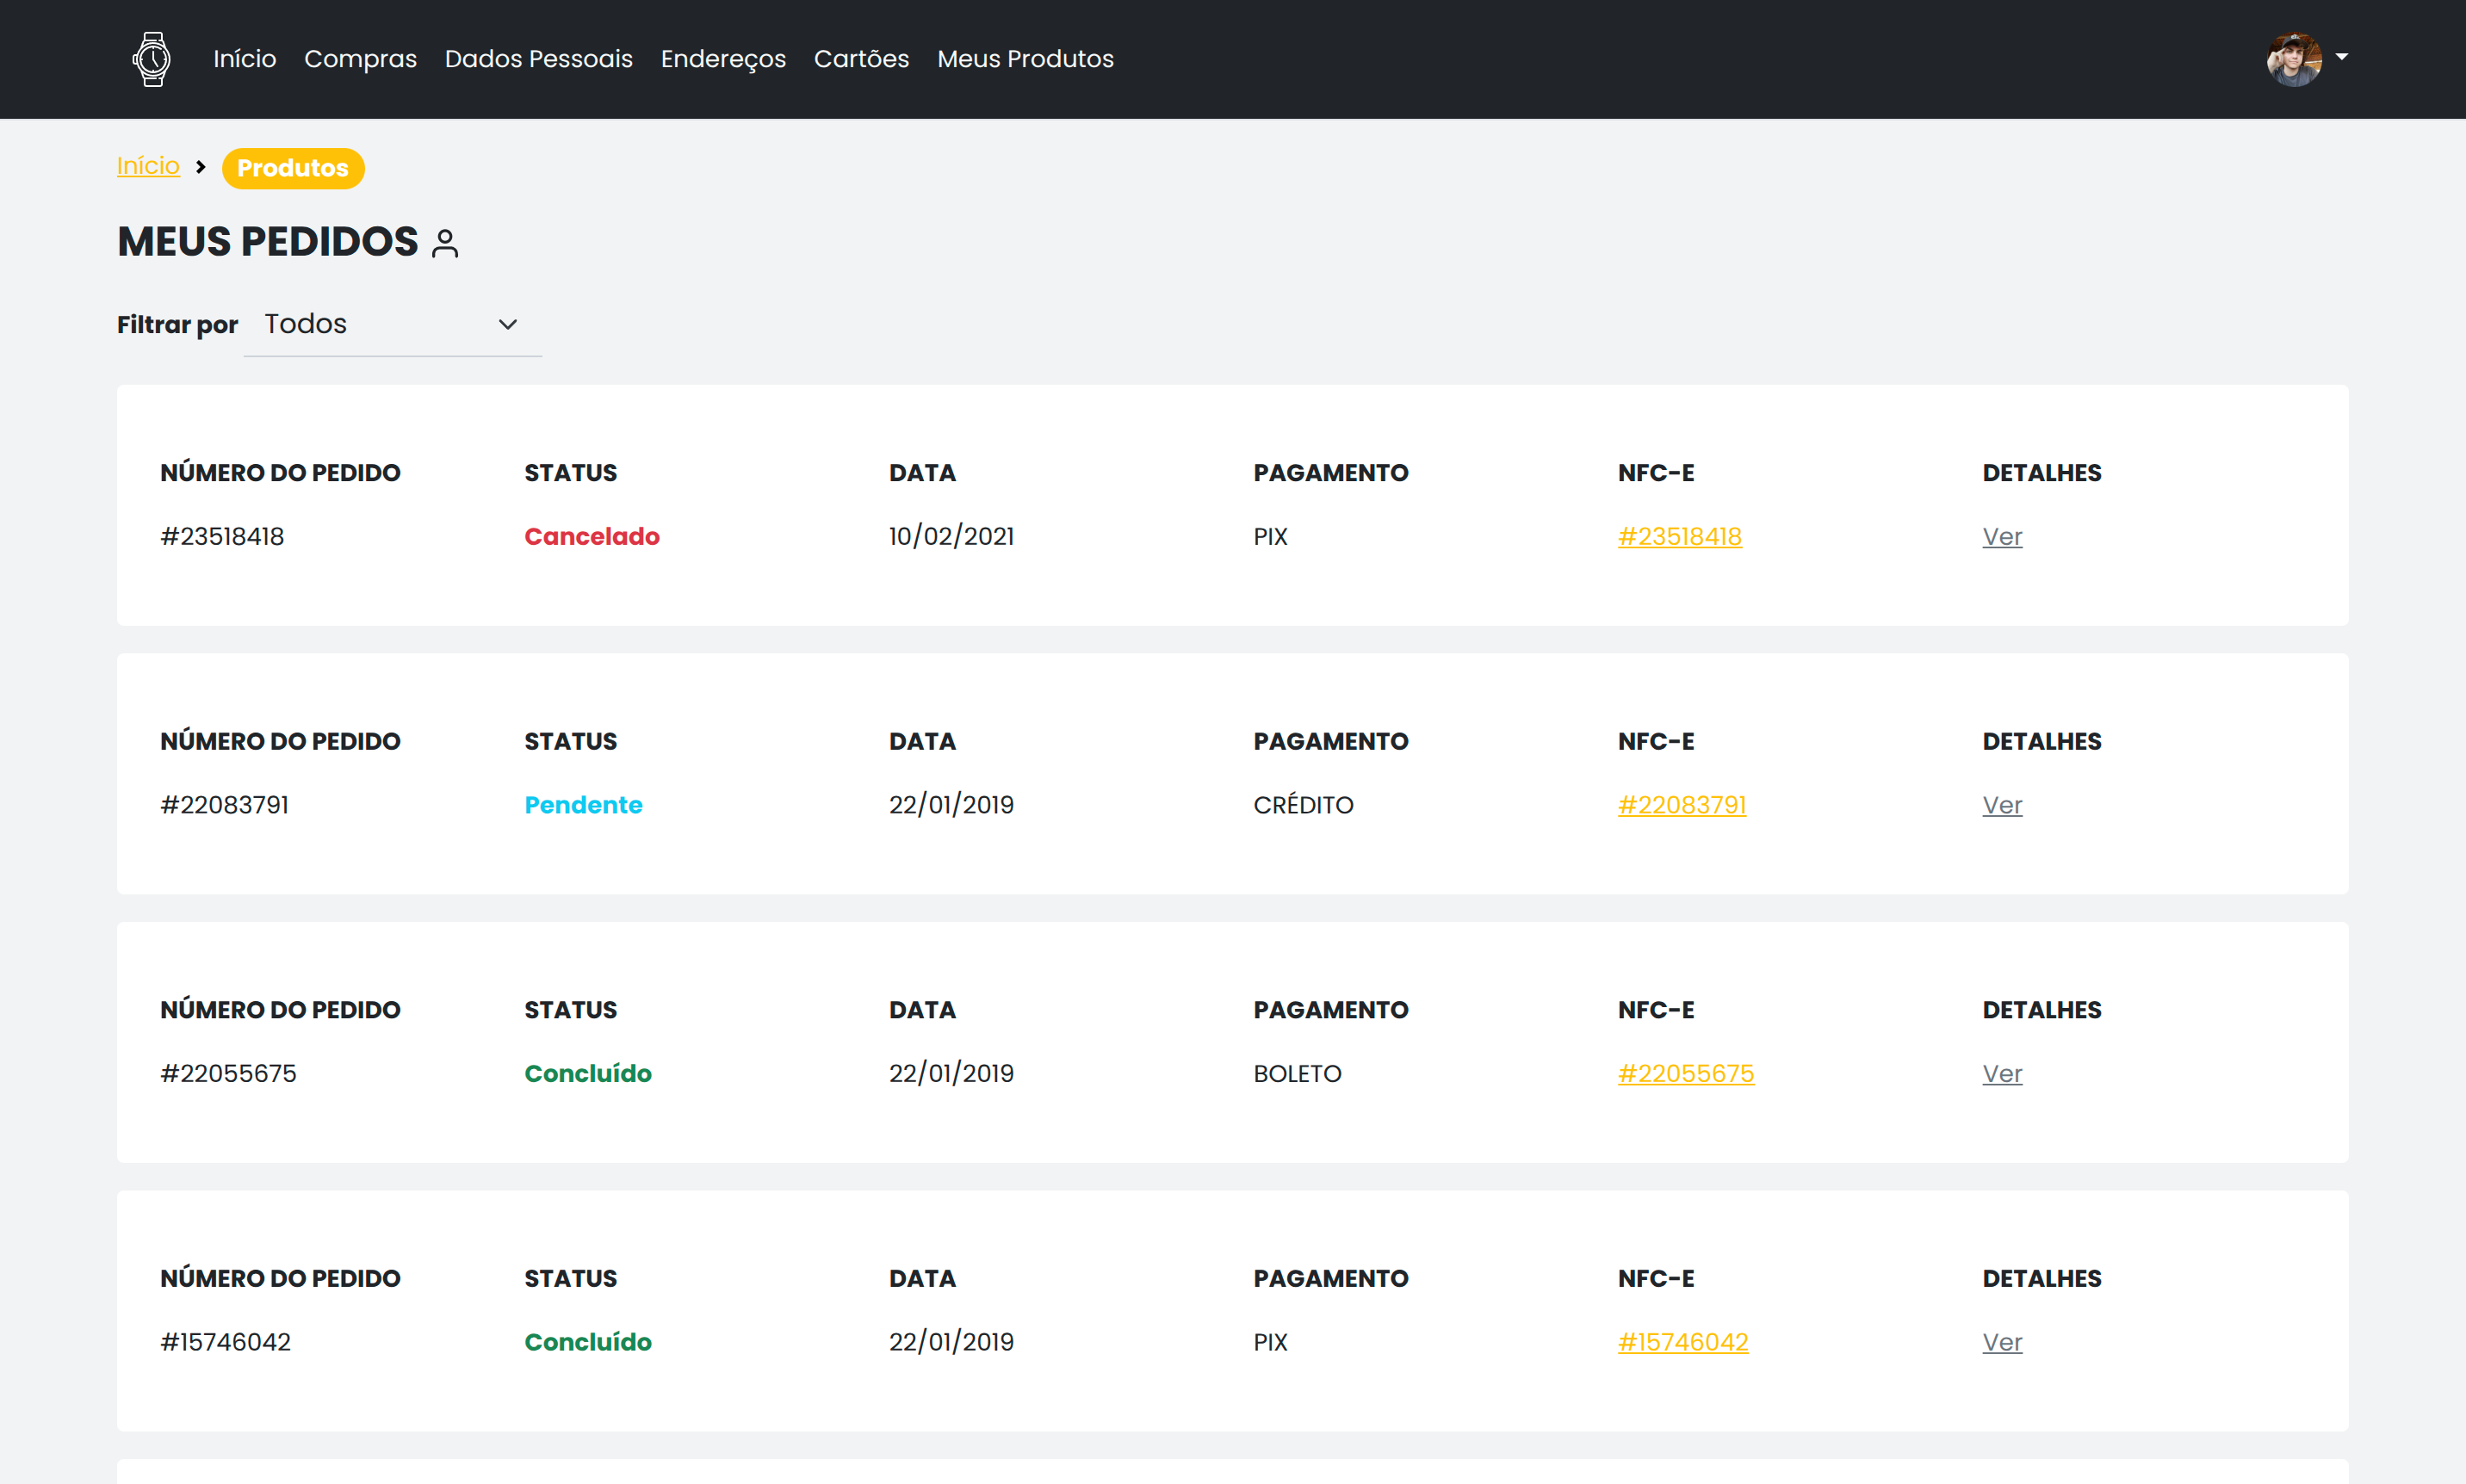 Início Compras Dados Pessoais Endereços Cartões Meus Produtos
Início Produtos
MEUS PEDIDOS
Filtrar por Todos
NÚMERO DO PEDIDO STATUS DATA PAGAMENTO NFC-E DETALHES
#23518418 Cancelado 10/02/2021 PIX #23518418 Ver
NÚMERO DO PEDIDO STATUS DATA PAGAMENTO NFC-E DETALHES
#22083791 Pendente 22/01/2019 CRÉDITO #22083791 Ver
NÚMERO DO PEDIDO STATUS DATA PAGAMENTO NFC-E DETALHES
#22055675 Concluído 22/01/2019 BOLETO #22055675 Ver
NÚMERO DO PEDIDO STATUS DATA PAGAMENTO NFC-E DETALHES
#15746042 Concluído 22/01/2019 PIX #15746042 Ver